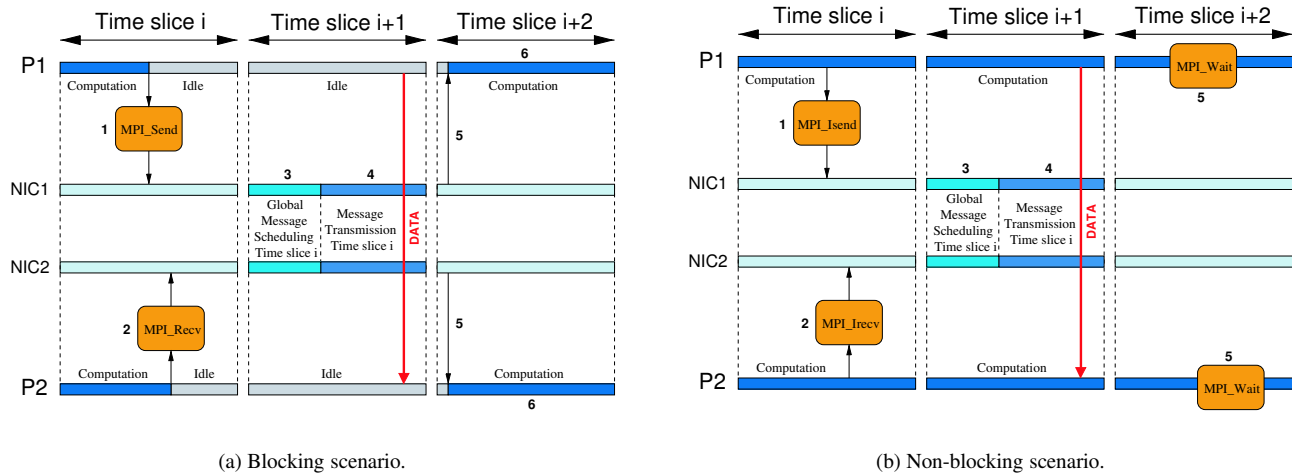 Time slice i
Time slice i+1
Time slice i+2
6
P1
Computation
Idle
Idle
Computation
1
MPI_Send
5
3
4
NIC1
Global
Message
Scheduling
Time slice i
Message
Transmission
Time slice i
DATA
NIC2
2
MPI_Recv
5
Computation
Idle
Idle
Computation
P2
6
(a) Blocking scenario.
Time slice i
Time slice i+1
Time slice i+2
P1
MPI_Wait
Computation
Computation
5
1
MPI_Isend
3
4
NIC1
Global
Message
Scheduling
Time slice i
Message
Transmission
Time slice i
DATA
NIC2
2
MPI_Irecv
5
Computation
Computation
P2
MPI_Wait
(b) Non-blocking scenario.